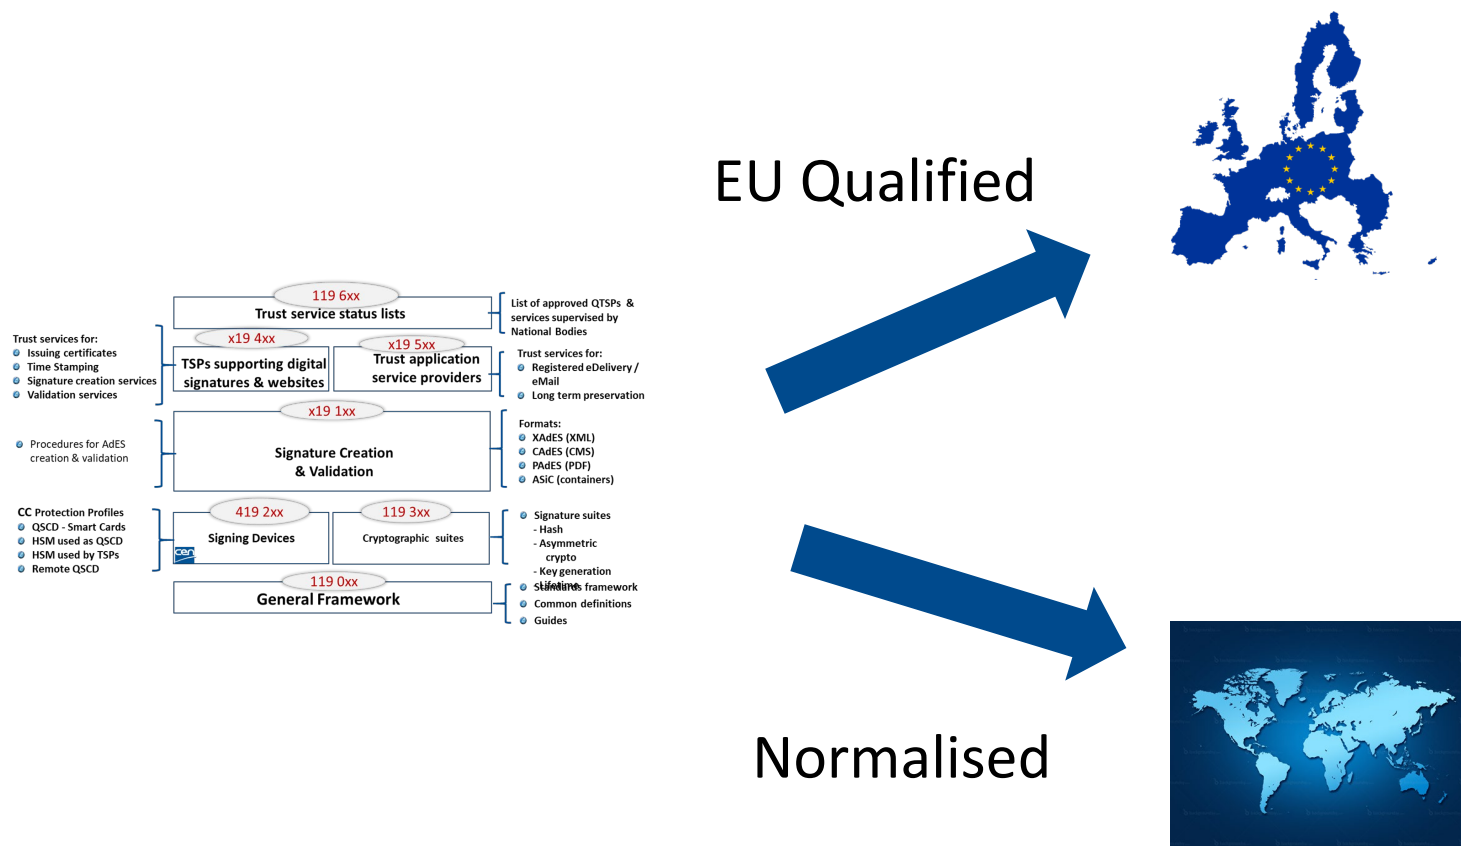 EU Qualified
119 6xx
Trust service status lists
List of approved QTSPs &
services supervised by
National Bodies
Trust services for:
Issuing certificates
Time Stamping
Signature creation services
Validation services
x19 4xx
TSPs supporting digital
signatures & websites
x19 5xx
Trust application
service providers
Trust services for:
Registered eDelivery /
eMail
Long term preservation
x19 1xx
Signature Creation
& Validation
Procedures for AdES
creation & validation
Formats:
XAdES (XML)
CAdES (CMS)
PAdES (PDF)
ASiC (containers)
CC Protection Profiles
QSCD - Smart Cards
HSM used as QSCD
HSM used by TSPs
Remote QSCD
419 2xx
Signing Devices
cen
119 3xx
Cryptographic suites
Signature suites
- Hash
- Asymmetric
crypto
- Key generation
- Lifetime
119 0xx
General Framework
Standards framework
Common definitions
Guides
Normalised